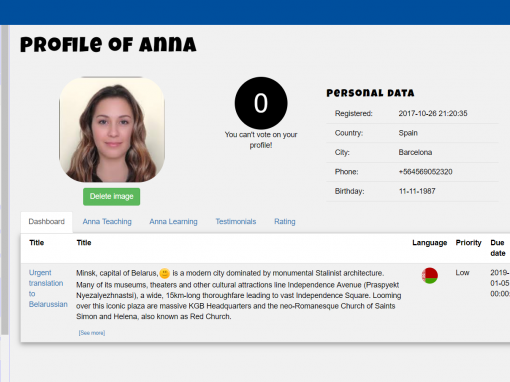 Profile of Anna
0
You can't vote on your
profile!
Delete image
Personal Data
Registered: 2017-10-26 21:20:35
Country: Spain
City: Barcelona
Phone: +564569052320
Birthday: 11-11-1987
Dashboard Anna Teaching Anna Learning Testimonials Rating
Title Title Language Priority Due
date
Urgent
translation
to
Belarussian
Minsk, capital of Belarus, is a modern city dominated by monumental Stalinist architecture.
Many of its museums, theaters and other cultural attractions line Independence Avenue (Praspyekt
Nyezalyezhnastsi), a wide, 15km-long thoroughfare leading to vast Independence Square. Looming
over this iconic plaza are massive KGB Headquarters and the neo-Romanesque Church of Saints
Simon and Helena, also known as Red Church.
[See more]
Low
2019-
01-05
00:00: